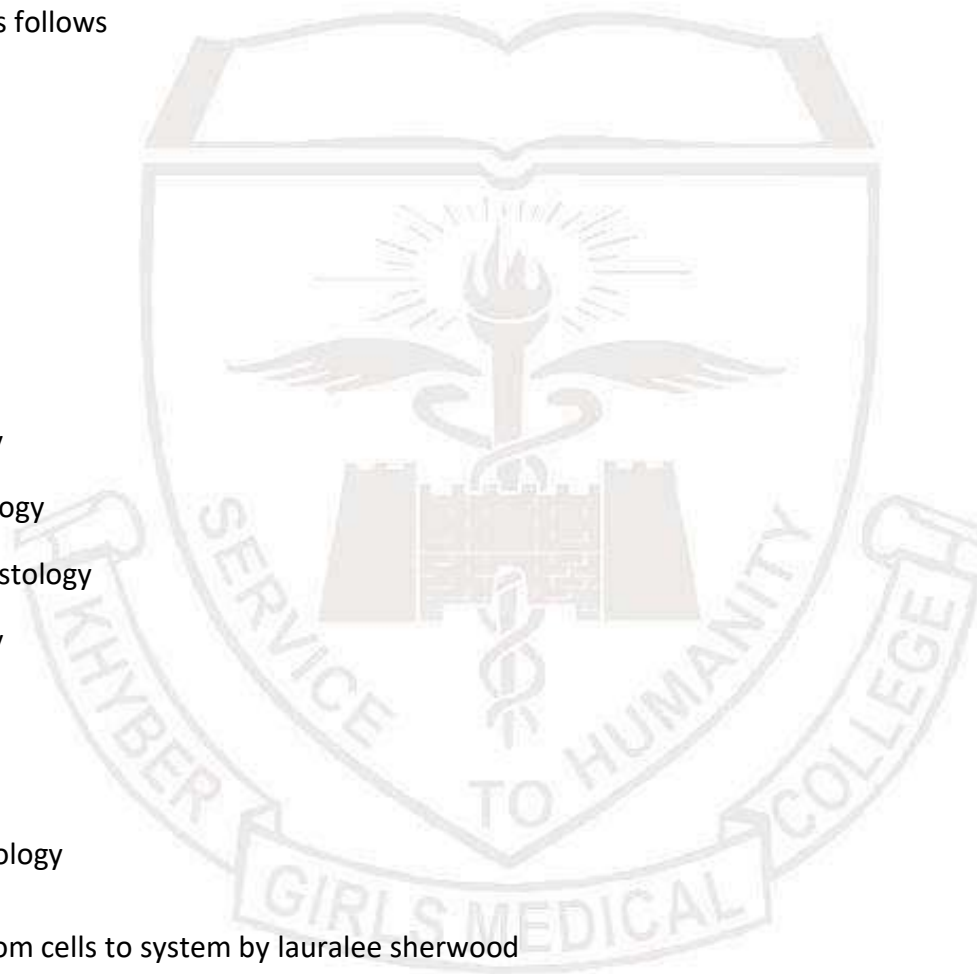 s follows
y
ogy
stology
y
ology
om cells to system by lauralee sherwood
SERVICE TO HUMANITY
KHYBER GIRLS MEDICAL COLLEGE